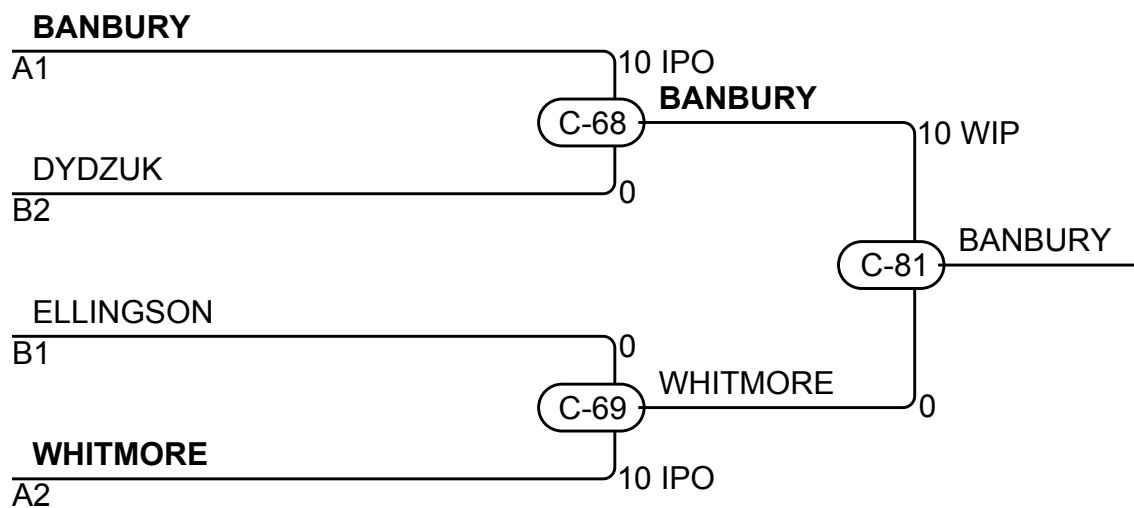 BANBURY
A1
10 IPO
C-68
BANBURY
10 WIP
DYDZUK
B2
0
C-81
BANBURY
ELLINGSON
B1
0
C-69
WHITMORE
0
WHITMORE
A2
10 IPO